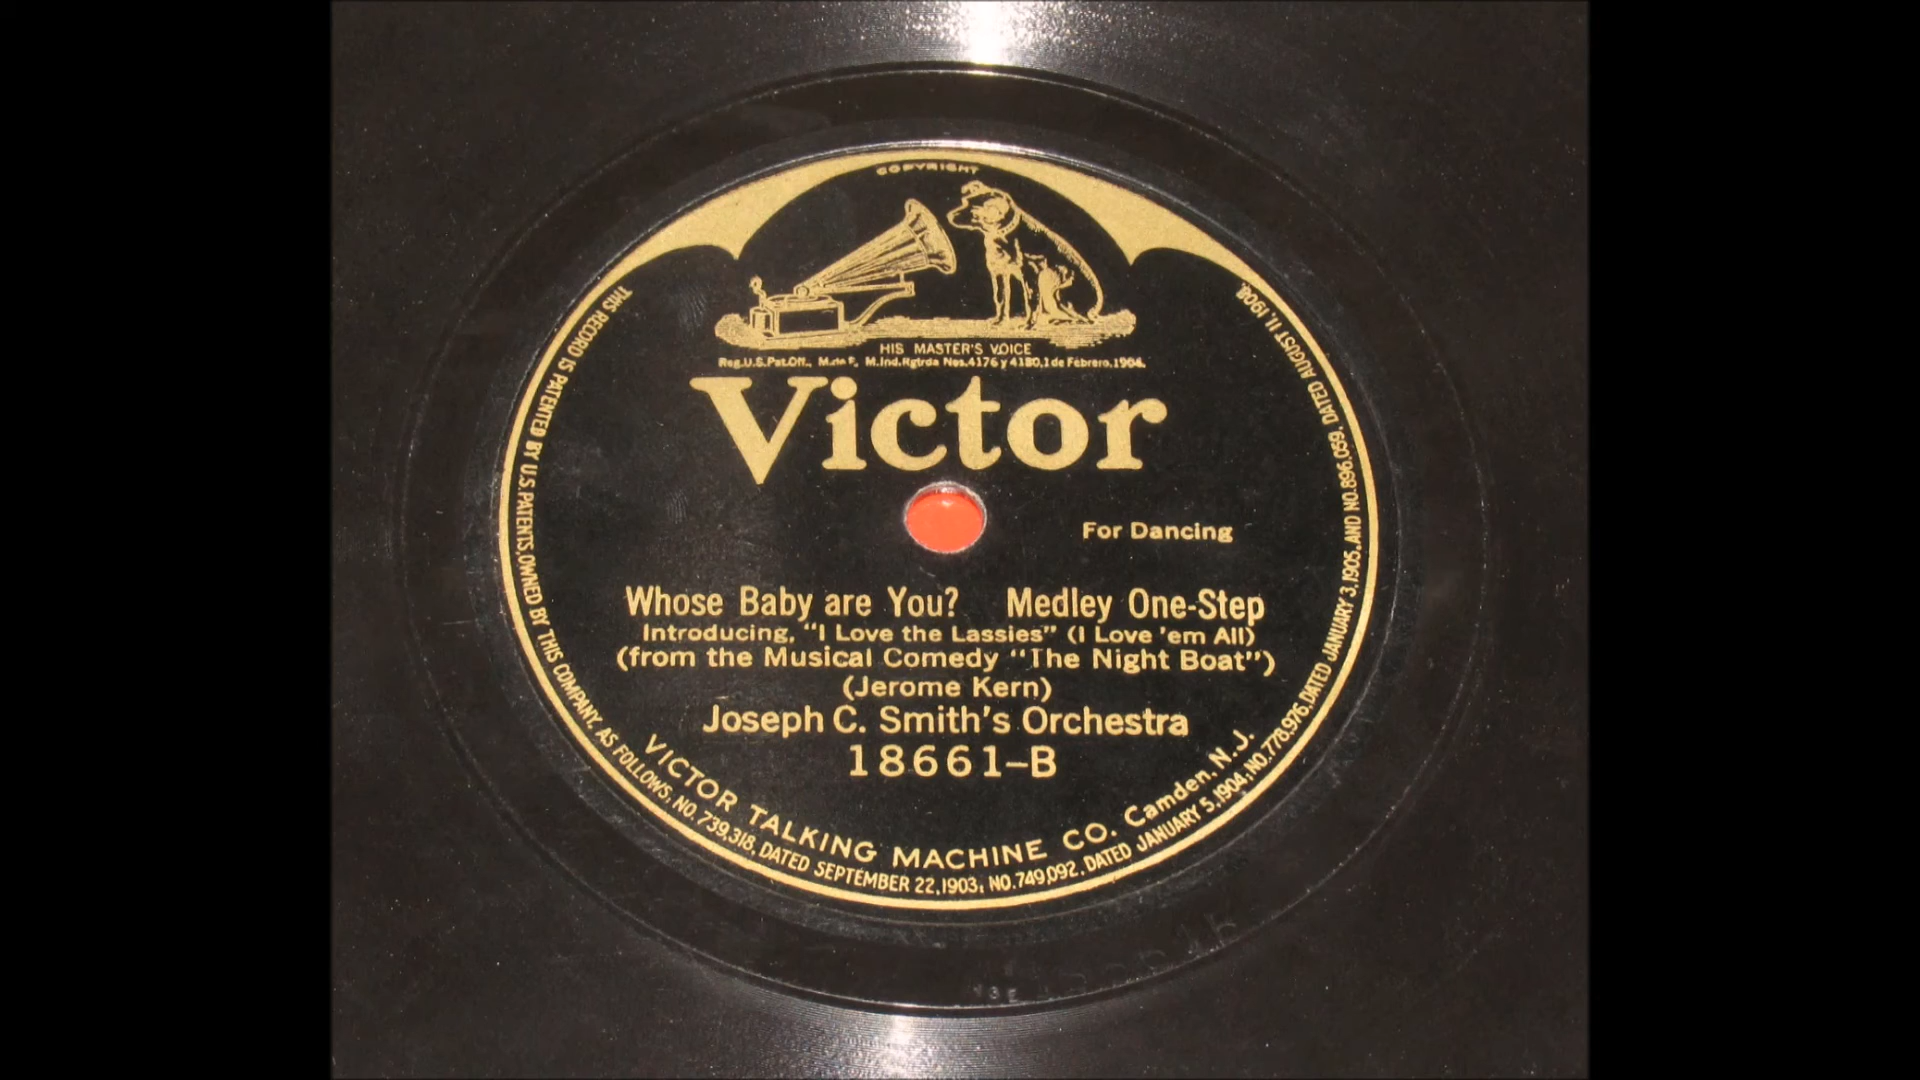 COPYRIGHT
HIS MASTER'S VOICE
Reg.U.S.Pat.Off., M.de F. M.Ind.Rgtrda Nos.4176 y 4180,1 de Febrero.1904.
Victor
For Dancing
Whose Baby are You? Medley One-Step
Introducing, "I Love the Lassies" (I Love 'em All)
(from the Musical Comedy "The Night Boat")
(Jerome Kern)
Joseph C. Smith's Orchestra
18661-B
VICTOR TALKING MACHINE CO. Camden, N.J.
THIS RECORD IS PATENTED BY U.S. PATENTS, OWNED BY THIS COMPANY, AS FOLLOWS, NO. 739,318, DATED SEPTEMBER 22,1903; NO.749,092, DATED JANUARY 5,1904; NO.778,976, DATED JANUARY 3,1905, AND NO.896,059, DATED AUGUST 11,1908.